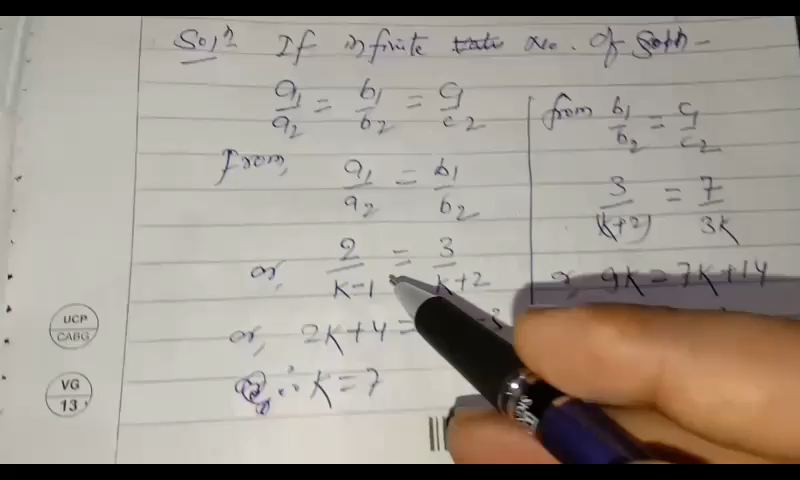 Sol^n If infinite no. of Soln -
a1/a2 = b1/b2 = c1/c2
From, a1/a2 = b1/b2
or, 2/k-1 = 3/k+2
or, 2k+4 = -3
∴ k = 7
from b1/b2 = c1/c2
3/(k+2) = 7/3k
or, 9k = 7k+14
UCP
CABG
VG
13